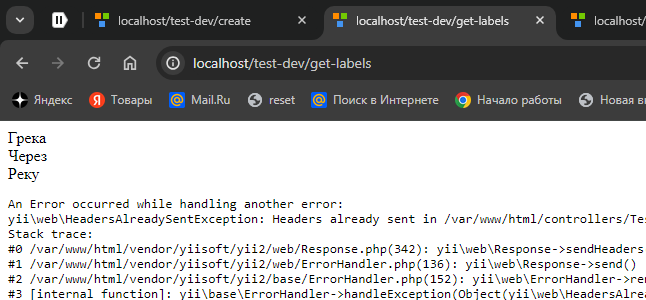 localhost/test-dev/create
localhost/test-dev/get-labels
localhost/
localhost/test-dev/get-labels
Яндекс
Товары
Mail.Ru
reset
Поиск в Интернете
Начало работы
Новая в
Грека
Через
Реку
An Error occurred while handling another error:
yii\web\HeadersAlreadySentException: Headers already sent in /var/www/html/controllers/Te
Stack trace:
#0 /var/www/html/vendor/yiisoft/yii2/web/Response.php(342): yii\web\Response->sendHeaders
#1 /var/www/html/vendor/yiisoft/yii2/web/ErrorHandler.php(136): yii\web\Response->send()
#2 /var/www/html/vendor/yiisoft/yii2/base/ErrorHandler.php(152): yii\web\ErrorHandler->re
#3 [internal function]: yii\base\ErrorHandler->handleException(Object(yii\web\HeadersAlrea